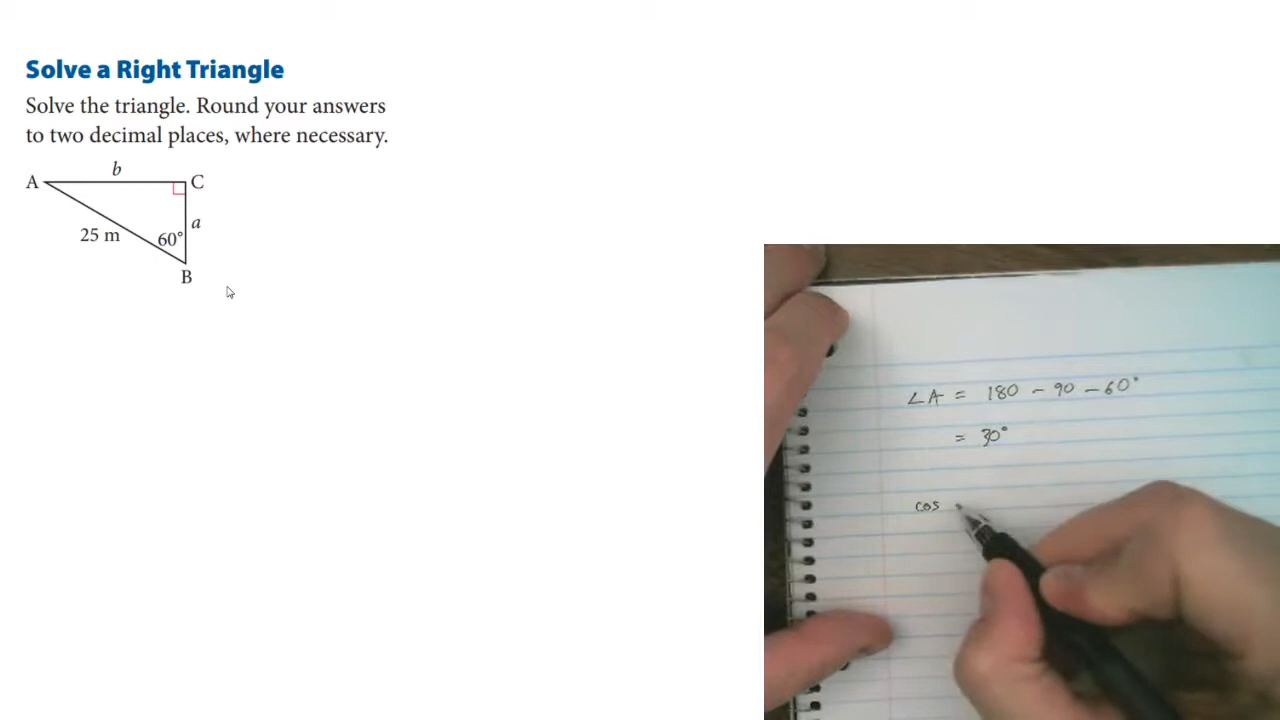 Solve a Right Triangle
Solve the triangle. Round your answers
to two decimal places, where necessary.
b
A
C
a
25 m
60°
B
∠A = 180 - 90 - 60°
= 30°
cos